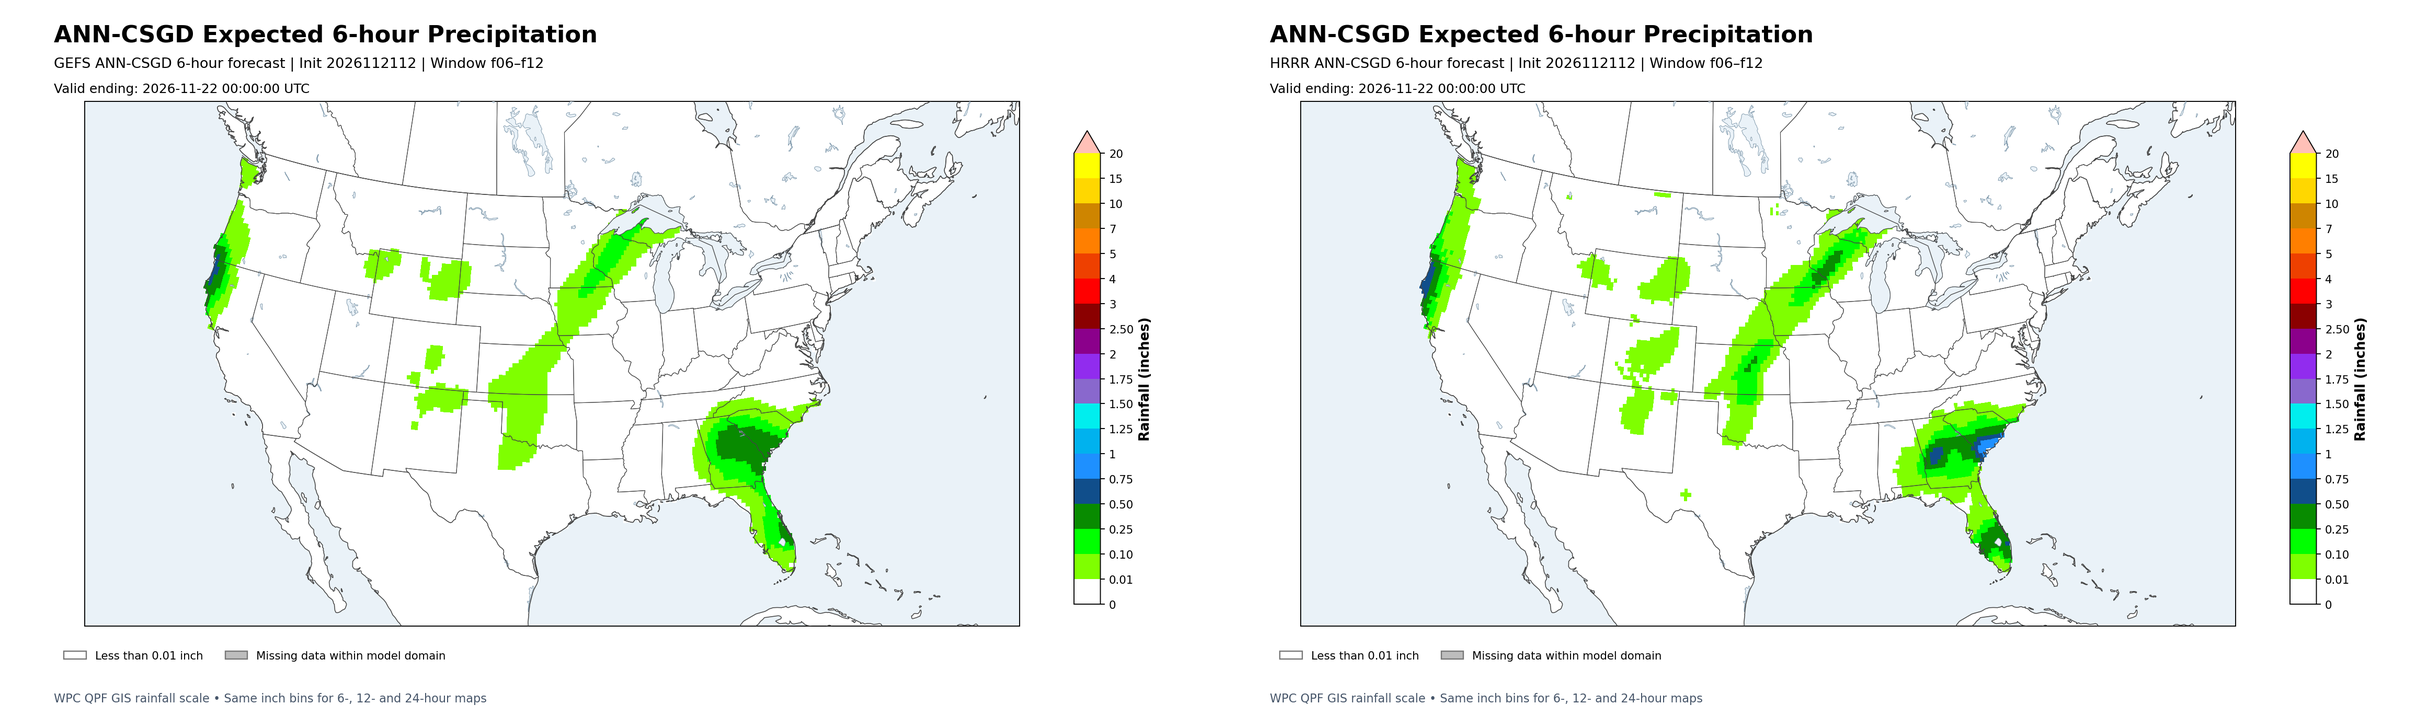 ANN-CSGD Expected 6-hour Precipitation
GEFS ANN-CSGD 6-hour forecast | Init 2026112112 | Window f06–f12
Valid ending: 2026-11-22 00:00:00 UTC
20
15
10
7
5
4
3
2.50
2
1.75
1.50
1.25
1
0.75
0.50
0.25
0.10
0.01
0
Rainfall (inches)
Less than 0.01 inch
Missing data within model domain
WPC QPF GIS rainfall scale • Same inch bins for 6-, 12- and 24-hour maps
ANN-CSGD Expected 6-hour Precipitation
HRRR ANN-CSGD 6-hour forecast | Init 2026112112 | Window f06–f12
Valid ending: 2026-11-22 00:00:00 UTC
20
15
10
7
5
4
3
2.50
2
1.75
1.50
1.25
1
0.75
0.50
0.25
0.10
0.01
0
Rainfall (inches)
Less than 0.01 inch
Missing data within model domain
WPC QPF GIS rainfall scale • Same inch bins for 6-, 12- and 24-hour maps